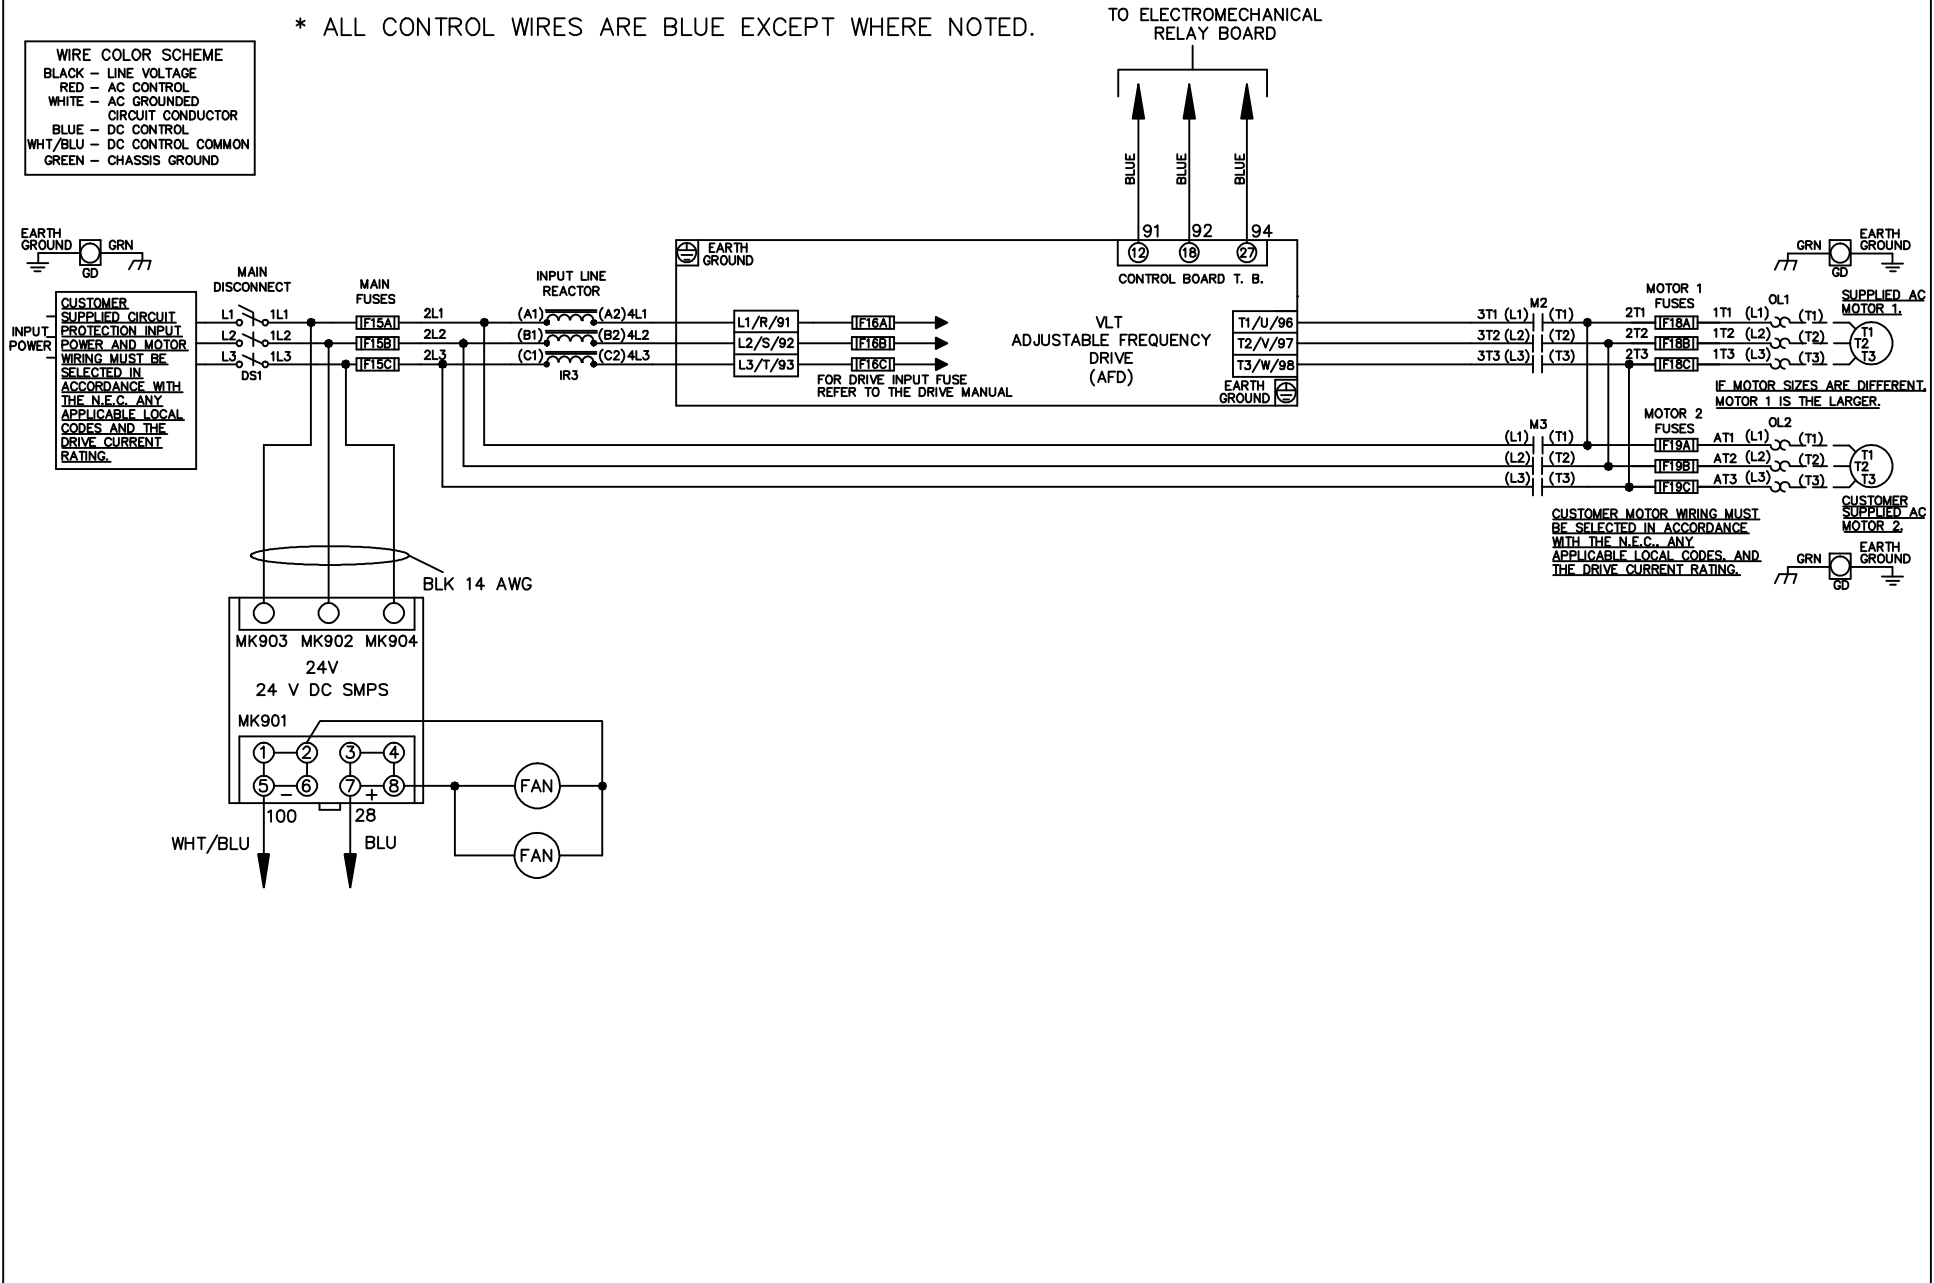 * ALL CONTROL WIRES ARE BLUE EXCEPT WHERE NOTED.
WIRE COLOR SCHEME
BLACK – LINE VOLTAGE
RED – AC CONTROL
WHITE – AC GROUNDED
CIRCUIT CONDUCTOR
BLUE – DC CONTROL
WHT/BLU – DC CONTROL COMMON
GREEN – CHASSIS GROUND
TO ELECTROMECHANICAL
RELAY BOARD
BLUE
BLUE
BLUE
91 92 94
12 18 27
CONTROL BOARD T. B.
EARTH
GROUND
GRN
GD
INPUT
POWER
CUSTOMER
SUPPLIED CIRCUIT
PROTECTION INPUT
POWER AND MOTOR
WIRING MUST BE
SELECTED IN
ACCORDANCE WITH
THE N.E.C. ANY
APPLICABLE LOCAL
CODES AND THE
DRIVE CURRENT
RATING.
MAIN
DISCONNECT
L1 1L1
L2 1L2
L3 1L3
DS1
MAIN
FUSES
F15A
F15B
F15C
2L1
2L2
2L3
INPUT LINE
REACTOR
(A1) (A2) 4L1
(B1) (B2) 4L2
(C1) (C2) 4L3
IR3
EARTH
GROUND
L1/R/91
L2/S/92
L3/T/93
F16A
F16B
F16C
FOR DRIVE INPUT FUSE
REFER TO THE DRIVE MANUAL
VLT
ADJUSTABLE FREQUENCY
DRIVE
(AFD)
T1/U/96
T2/V/97
T3/W/98
EARTH
GROUND
M2
3T1 (L1) (T1)
3T2 (L2) (T2)
3T3 (L3) (T3)
2T1
2T2
2T3
MOTOR 1
FUSES
F18A
F18B
F18C
OL1
1T1 (L1) (T1)
1T2 (L2) (T2)
1T3 (L3) (T3)
GRN
EARTH
GROUND
GD
SUPPLIED AC
MOTOR 1.
T1
T2
T3
IF MOTOR SIZES ARE DIFFERENT,
MOTOR 1 IS THE LARGER.
M3
(L1) (T1)
(L2) (T2)
(L3) (T3)
MOTOR 2
FUSES
F19A
F19B
F19C
OL2
AT1 (L1) (T1)
AT2 (L2) (T2)
AT3 (L3) (T3)
T1
T2
T3
CUSTOMER
SUPPLIED AC
MOTOR 2.
CUSTOMER MOTOR WIRING MUST
BE SELECTED IN ACCORDANCE
WITH THE N.E.C., ANY
APPLICABLE LOCAL CODES, AND
THE DRIVE CURRENT RATING.
GRN
EARTH
GROUND
GD
BLK 14 AWG
MK903 MK902 MK904
24V
24 V DC SMPS
MK901
1 2 3 4
5 – 6 7 + 8
100 28
WHT/BLU BLU
FAN
FAN